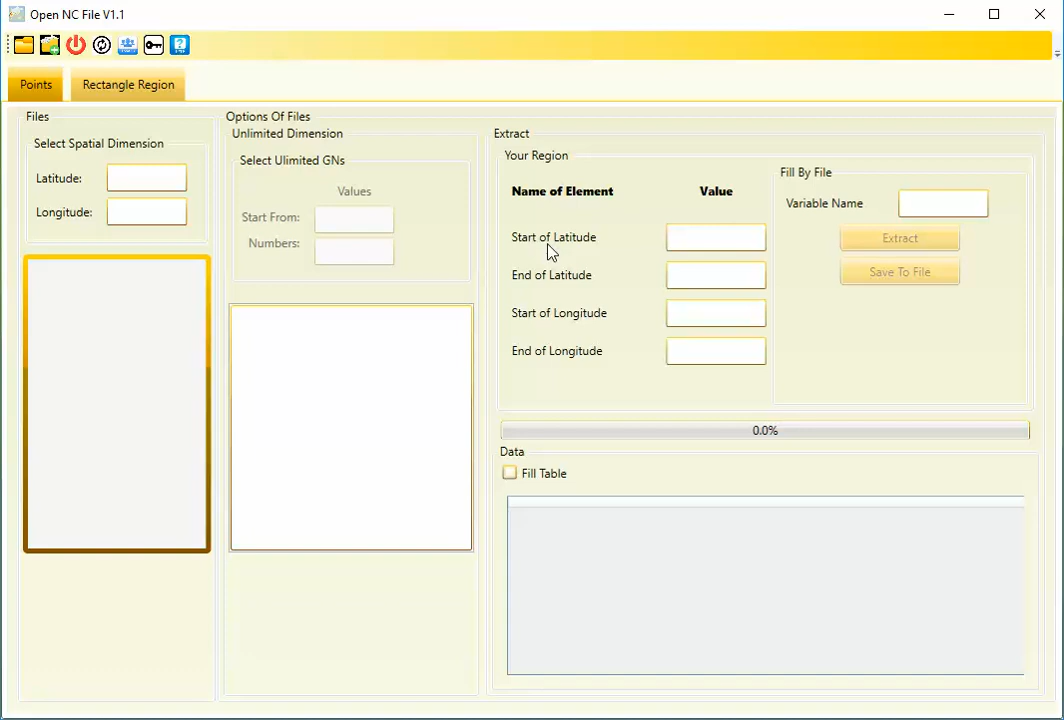 Open NC File V1.1
Points
Rectangle Region
Files
Select Spatial Dimension
Latitude:
Longitude:
Options Of Files
Unlimited Dimension
Select Ulimited GNs
Values
Start From:
Numbers:
Extract
Your Region
Name of Element Value
Start of Latitude
End of Latitude
Start of Longitude
End of Longitude
Fill By File
Variable Name
Extract
Save To File
0.0%
Data
Fill Table